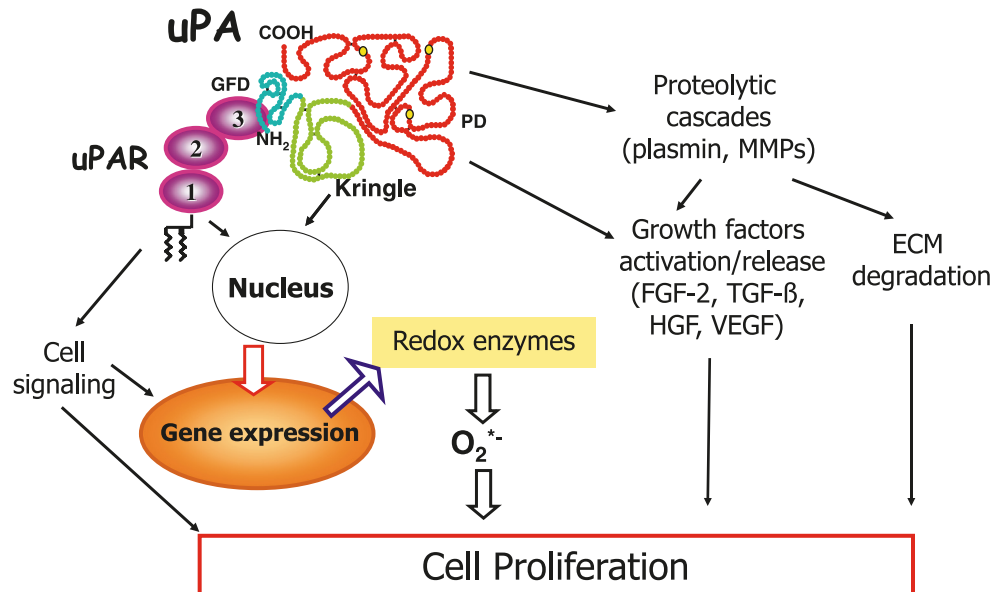 uPA
COOH
GFD
3
NH2
PD
2
uPAR
1
Kringle
Proteolytic
cascades
(plasmin, MMPs)
Growth factors
activation/release
(FGF-2, TGF-ß,
HGF, VEGF)
ECM
degradation
Nucleus
Redox enzymes
Cell
signaling
Gene expression
O2*-
Cell Proliferation